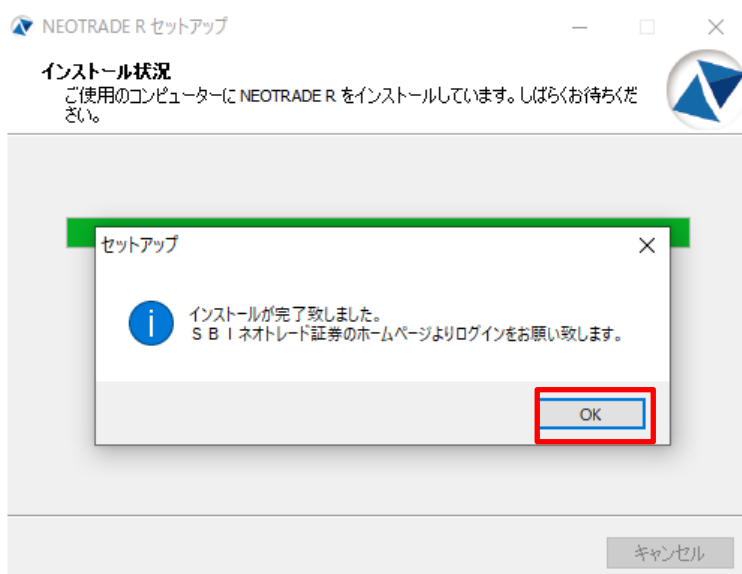 NEOTRADE R セットアップ
インストール状況
ご使用のコンピューターに NEOTRADE R をインストールしています。しばらくお待ちくだ
さい。
セットアップ
インストールが完了致しました。
ＳＢＩネオトレード証券のホームページよりログインをお願い致します。
OK
キャンセル